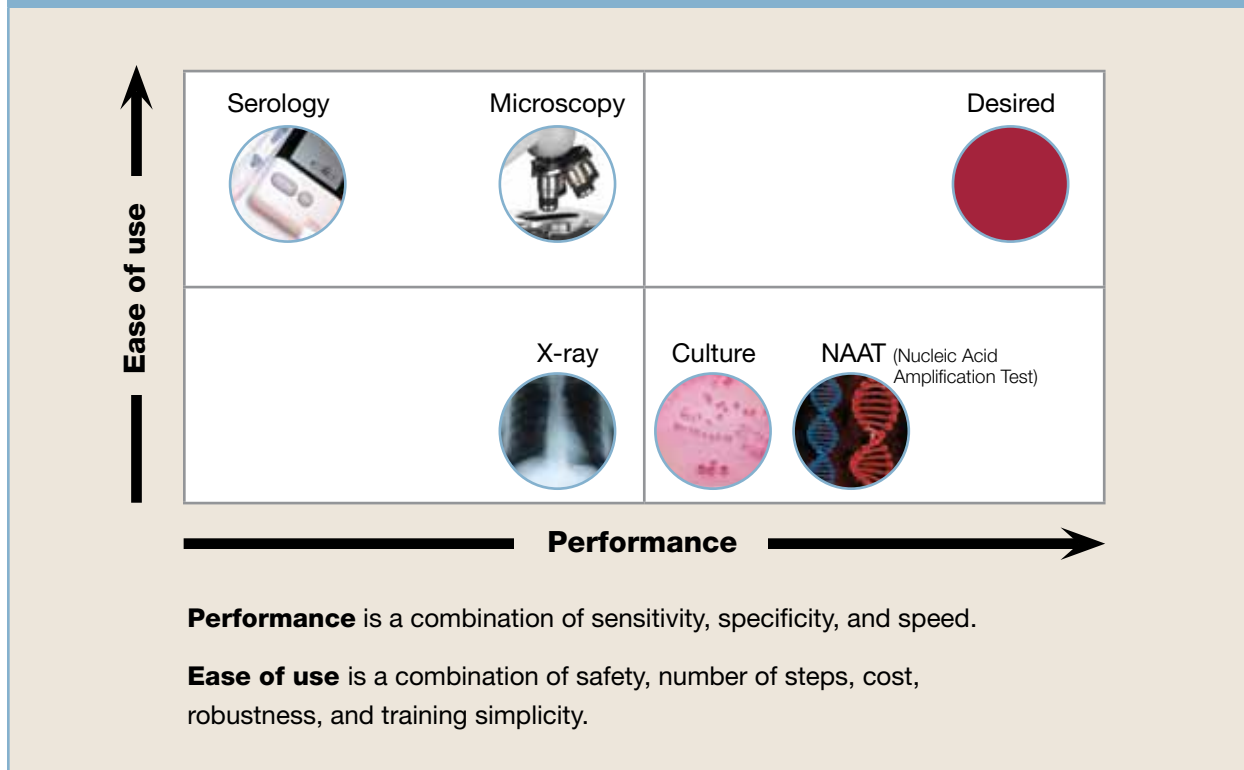 Serology
Microscopy
Desired
Ease of use
X-ray
Culture
NAAT (Nucleic Acid
Amplification Test)
Performance
Performance is a combination of sensitivity, specificity, and speed.
Ease of use is a combination of safety, number of steps, cost,
robustness, and training simplicity.